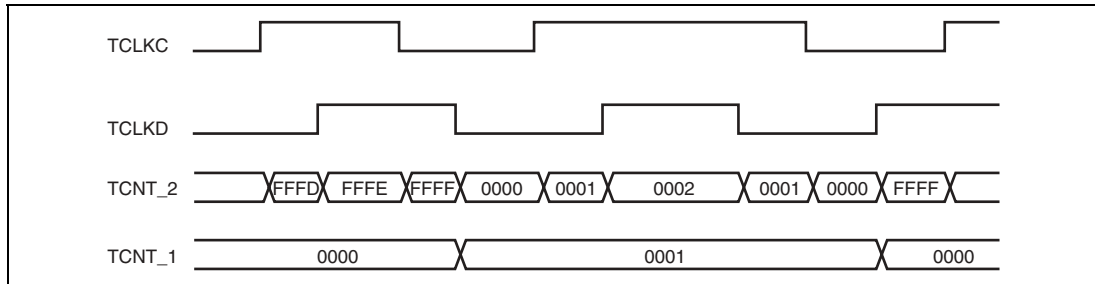 TCLKC
TCLKD
TCNT_2 FFFD FFFE FFFF 0000 0001 0002 0001 0000 FFFF
TCNT_1 0000 0001 0000